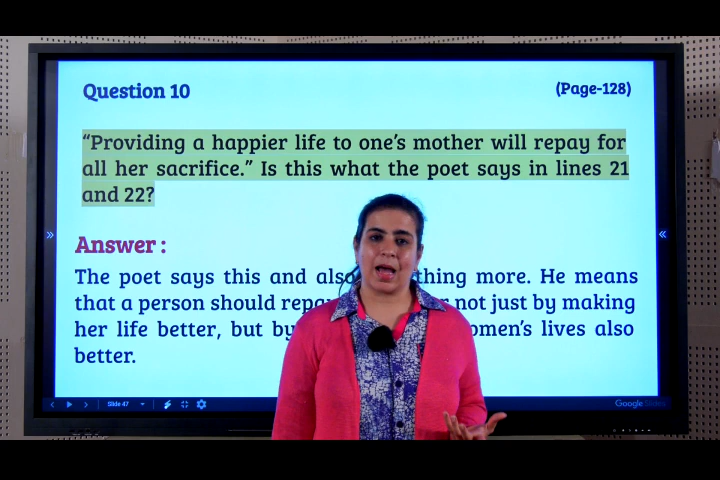 Question 10
(Page-128)
"Providing a happier life to one's mother will repay for
all her sacrifice." Is this what the poet says in lines 21
and 22?
Answer :
The poet says this and also thing more. He means
that a person should repay not just by making
her life better, but by women's lives also
better.
Slide 47
Google Slides